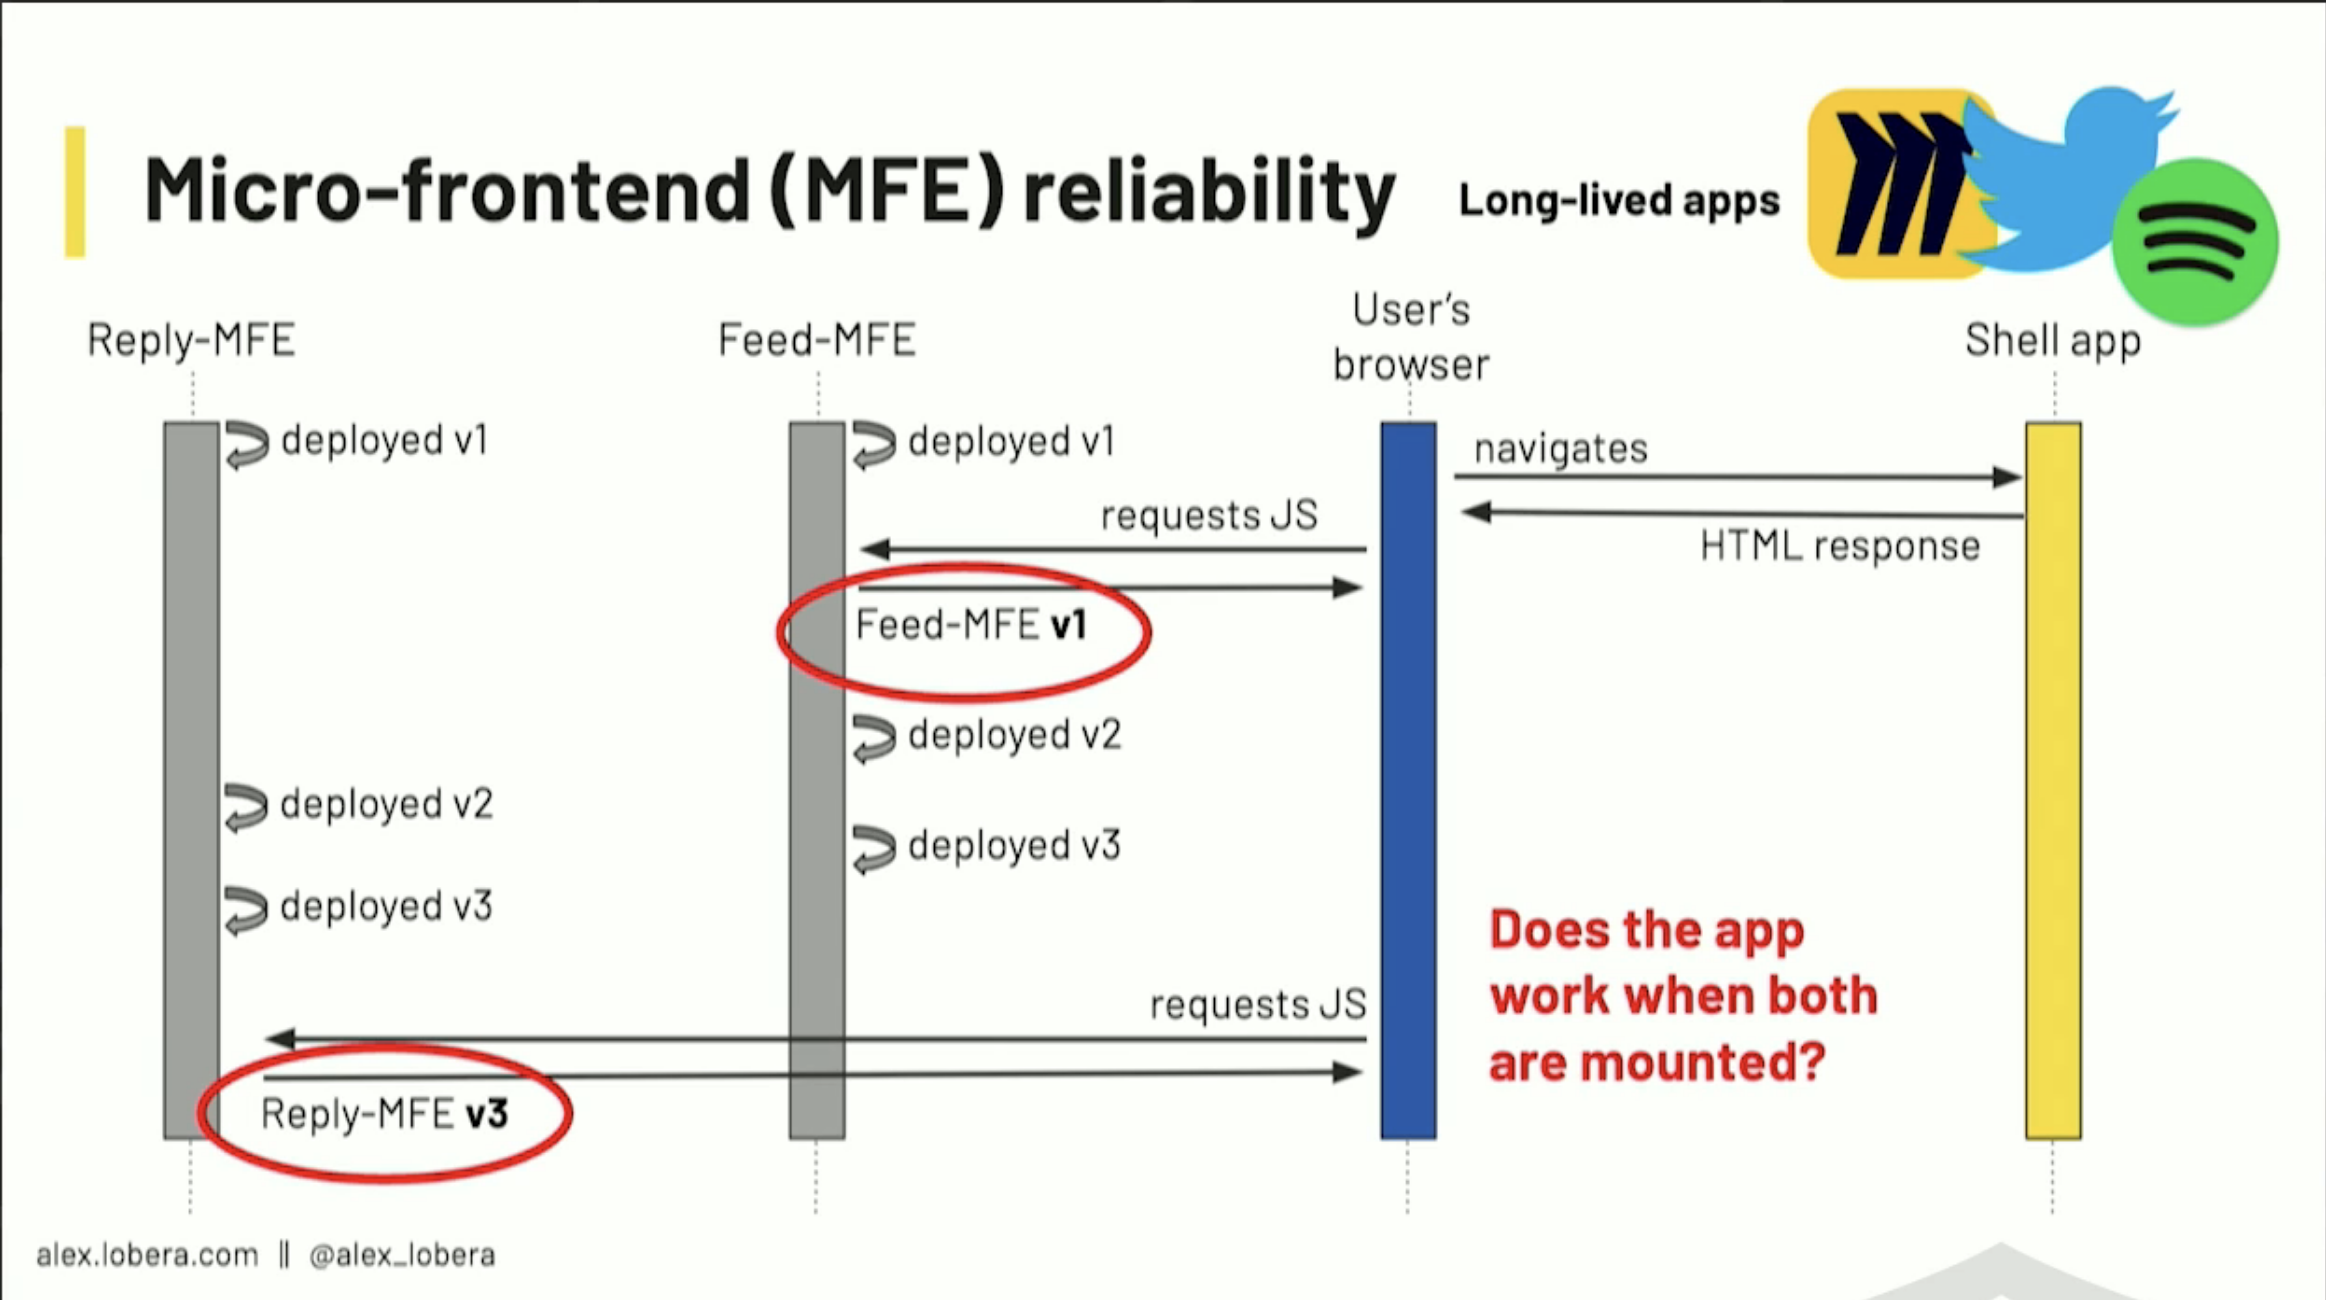 Micro-frontend (MFE) reliability
Long-lived apps
Reply-MFE
Feed-MFE
User's
browser
Shell app
deployed v1
deployed v1
navigates
requests JS
HTML response
Feed-MFE v1
deployed v2
deployed v2
deployed v3
deployed v3
Does the app
work when both
are mounted?
requests JS
Reply-MFE v3
alex.lobera.com || @alex_lobera